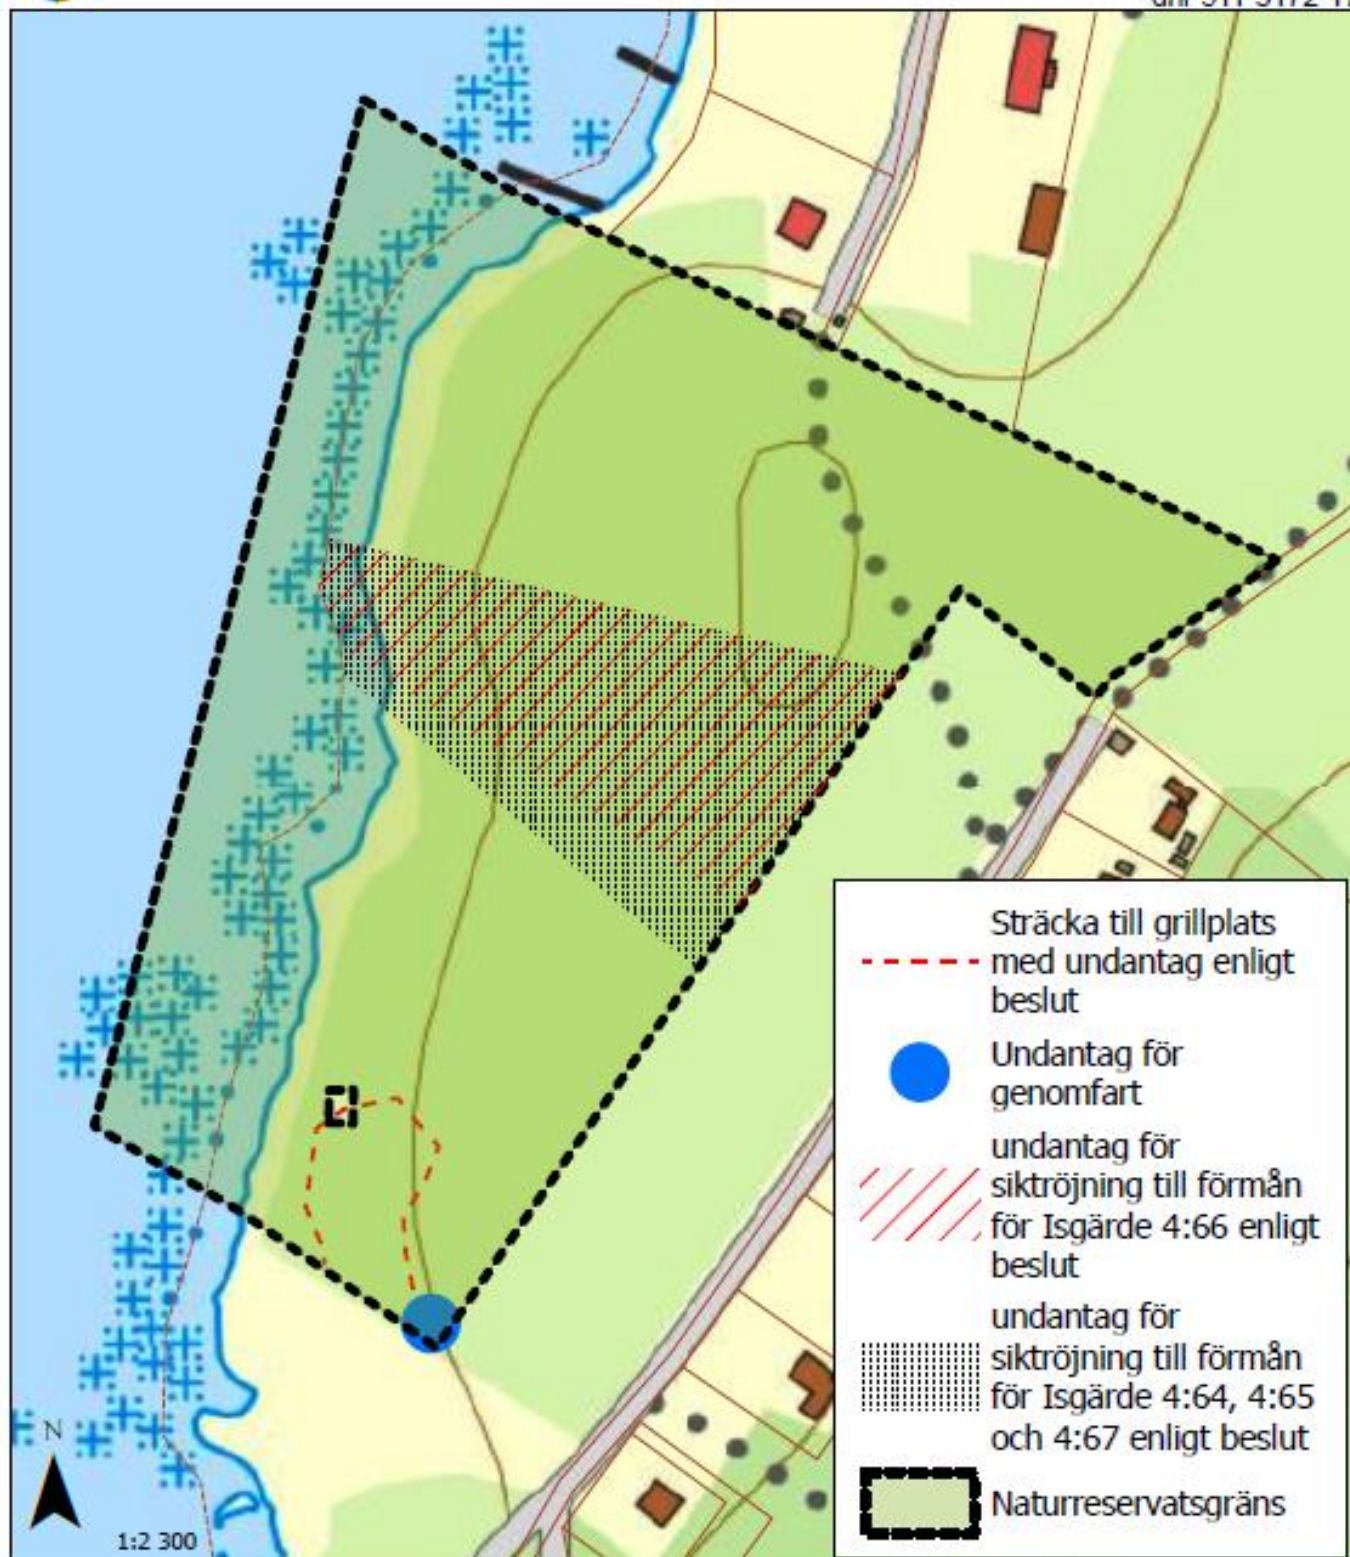 Sträcka till grillplats
med undantag enligt
beslut
Undantag för
genomfart
undantag för
siktröjning till förmån
för Isgärde 4:66 enligt
beslut
undantag för
siktröjning till förmån
för Isgärde 4:64, 4:65
och 4:67 enligt beslut
Naturreservatsgräns
N
1:2 300